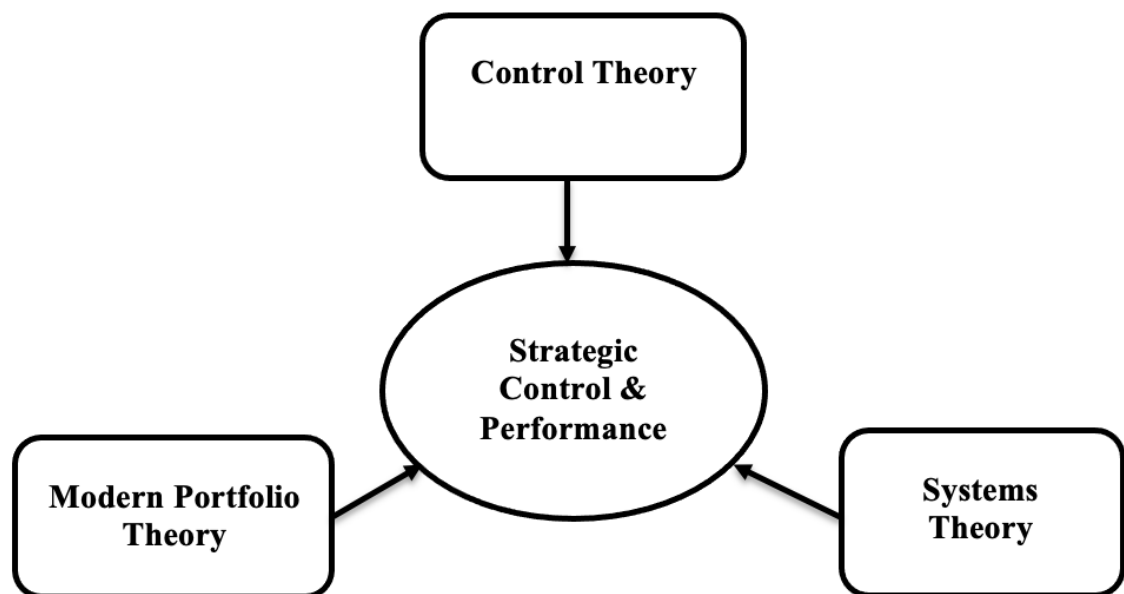 Control Theory
Strategic
Control &
Performance
Modern Portfolio
Theory
Systems
Theory